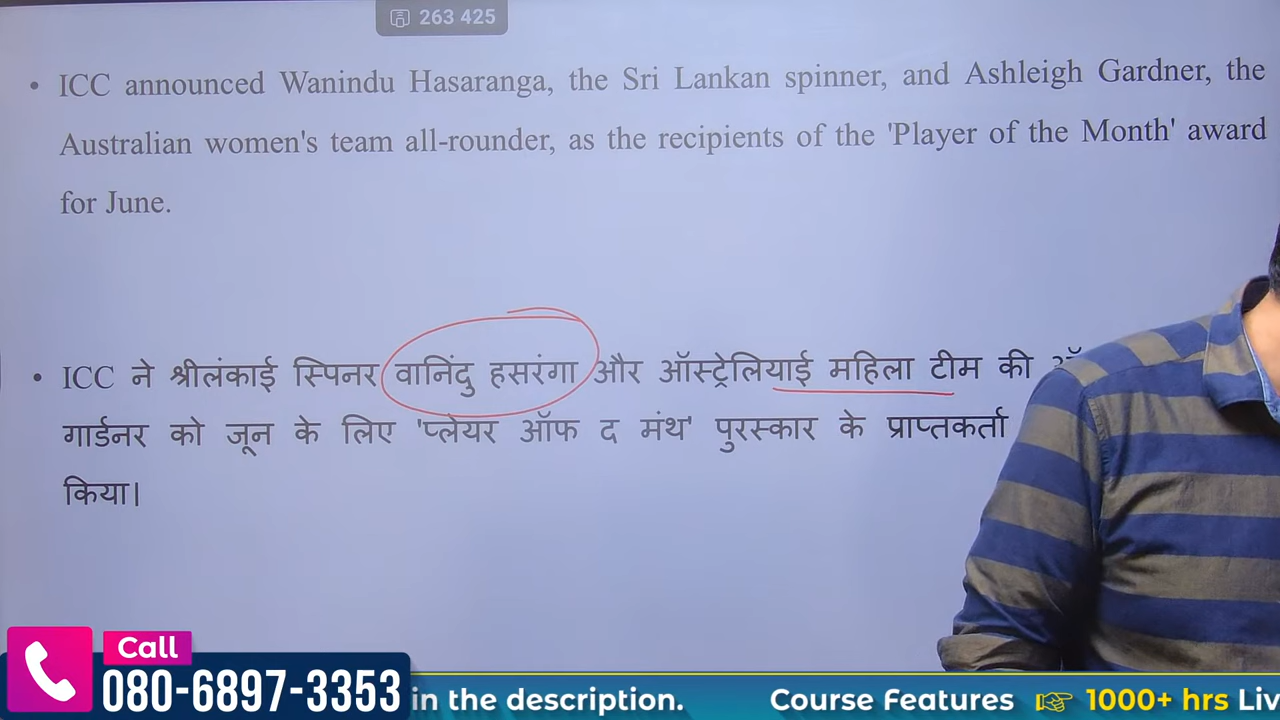 263 425
• ICC announced Wanindu Hasaranga, the Sri Lankan spinner, and Ashleigh Gardner, the
Australian women's team all-rounder, as the recipients of the 'Player of the Month' award
for June.
• ICC ने श्रीलंकाई स्पिनर वानिंदु हसरंगा और ऑस्ट्रेलियाई महिला टीम की
गार्डनर को जून के लिए 'प्लेयर ऑफ द मंथ' पुरस्कार के प्राप्तकर्ता
किया।
Call
080-6897-3353
in the description. Course Features 1000+ hrs Liv